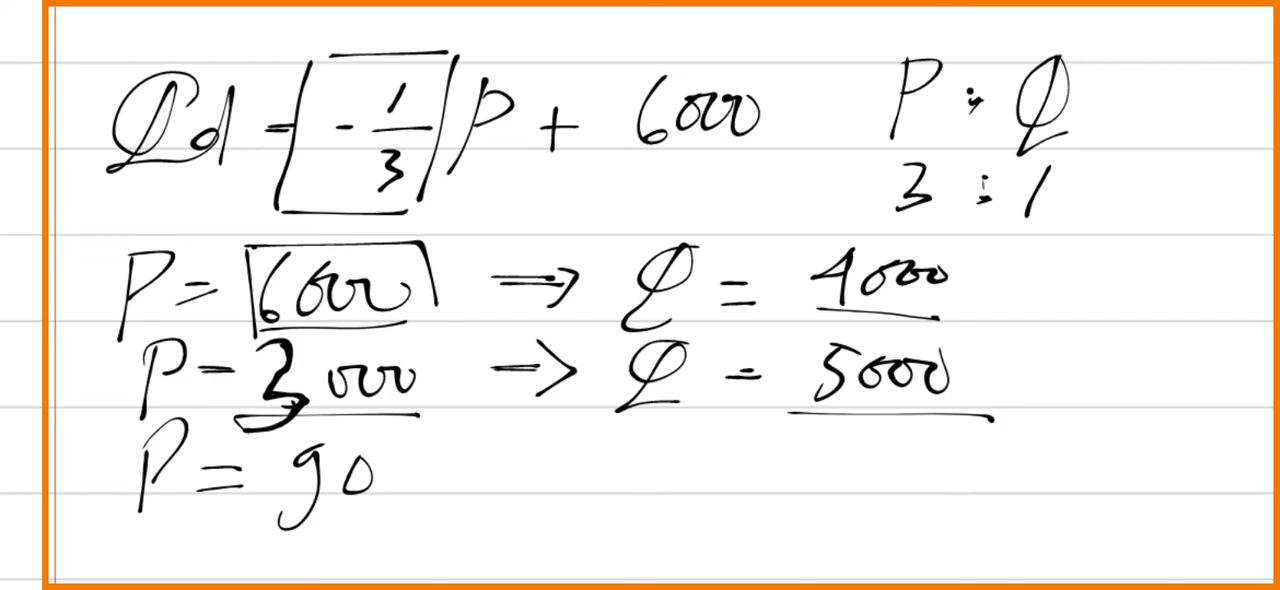 Qd = -1/3 P + 6000
P : Q
3 : 1
P = 6000 => Q = 4000
P = 3000 => Q = 5000
P = 90